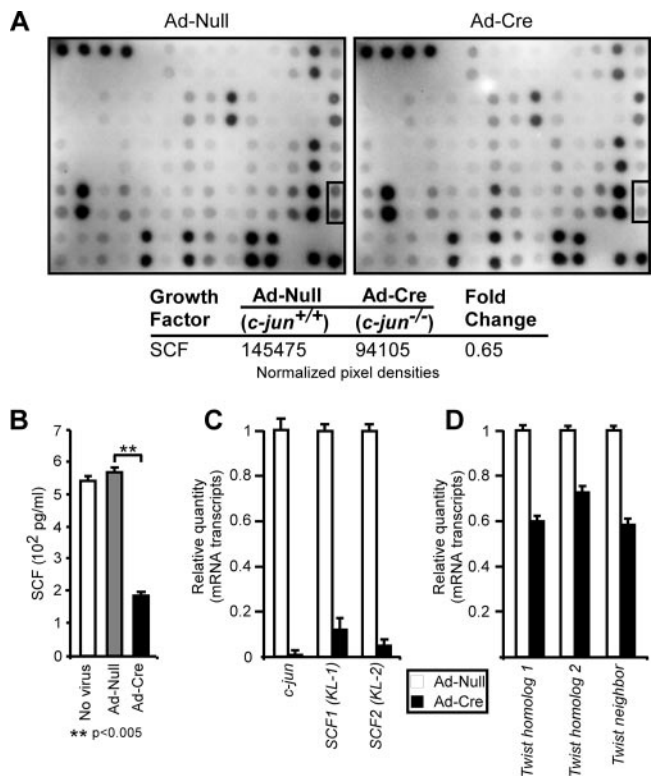 A
Ad-Null Ad-Cre
Growth Factor Ad-Null (c-jun+/+) Ad-Cre (c-jun-/-) Fold Change
SCF 145475 94105 0.65
Normalized pixel densities
B
SCF (10² pg/ml)
7
6
5
4
3
2
1
0
**
No virus
Ad-Null
Ad-Cre
** p<0.005
C
Relative quantity
(mRNA transcripts)
1
0.8
0.6
0.4
0.2
0
c-jun
SCF1 (KL-1)
SCF2 (KL-2)
Ad-Null
Ad-Cre
D
Relative quantity
(mRNA transcripts)
1
0.8
0.6
0.4
0.2
0
Twist homolog 1
Twist homolog 2
Twist neighbor